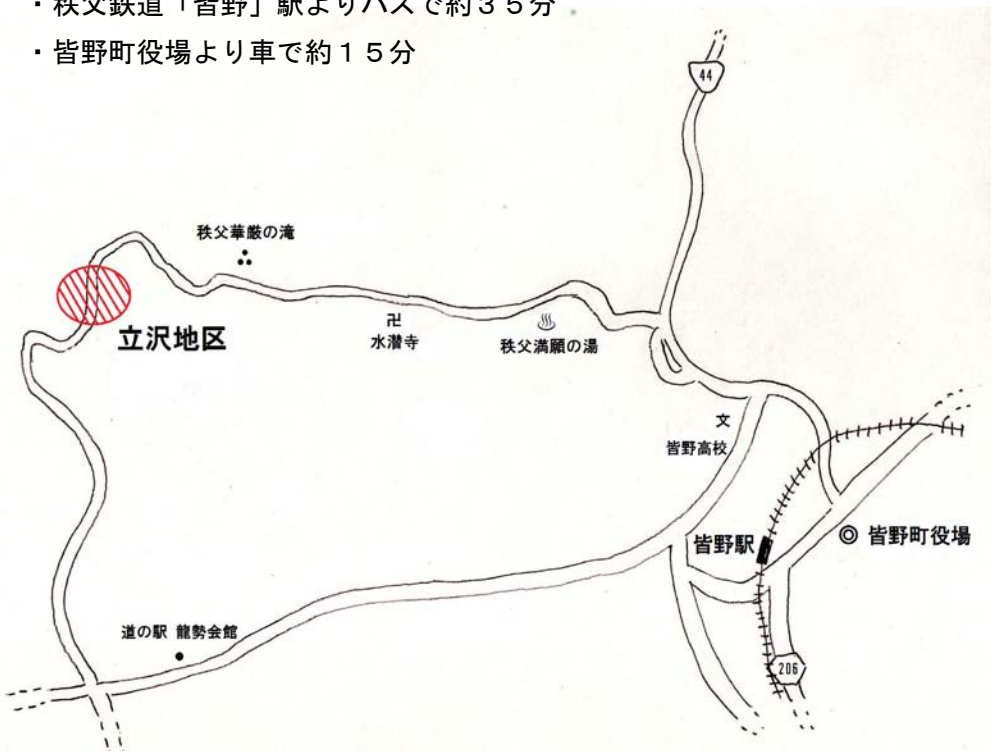 ・秩父鉄道「皆野」駅よりバスで約３５分
・皆野町役場より車で約１５分
44
秩父華厳の滝
立沢地区
卍
水潜寺
秩父満願の湯
文
皆野高校
皆野駅
◎ 皆野町役場
道の駅 龍勢会館
206